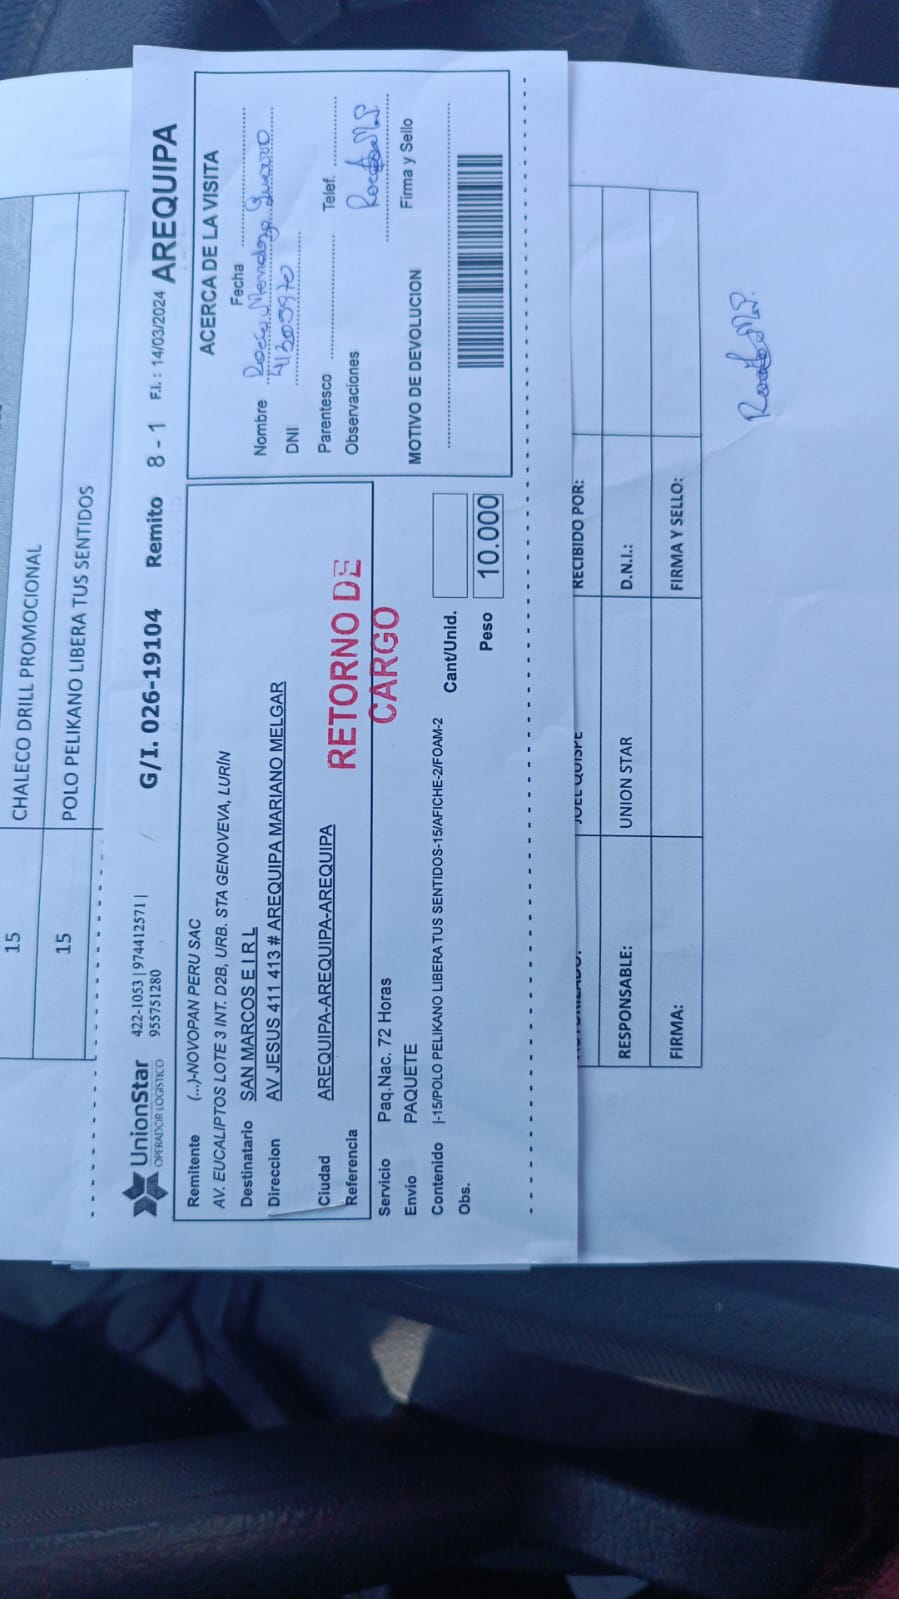 15 CHALECO DRILL PROMOCIONAL
15 POLO PELIKANO LIBERA TUS SENTIDOS
UnionStar
OPERADOR LOGÍSTICO
422-1053 | 974412571 |
955751280
G/I. 026-19104 Remito 8 - 1 F.I.: 14/03/2024 AREQUIPA
Remitente (...)-NOVOPAN PERU SAC
AV. EUCALIPTOS LOTE 3 INT. D2B, URB. STA GENOVEVA, LURÍN
Destinatario SAN MARCOS E I R L
Direccion AV JESUS 411 413 # AREQUIPA MARIANO MELGAR
Ciudad AREQUIPA-AREQUIPA-AREQUIPA
Referencia
RETORNO DE
CARGO
Servicio Paq.Nac. 72 Horas
Envio PAQUETE
Contenido |-15/POLO PELIKANO LIBERA TUS SENTIDOS-15/AFICHE-2/FOAM-2
Obs.
Cant/Unid.
Peso 10.000
ACERCA DE LA VISITA
Fecha
Nombre Mendoza
DNI 41303970
Parentesco Telef.
Observaciones
Firma y Sello
MOTIVO DE DEVOLUCION
JOEL QUISPE RECIBIDO POR:
RESPONSABLE: UNION STAR D.N.I.:
FIRMA: FIRMA Y SELLO: